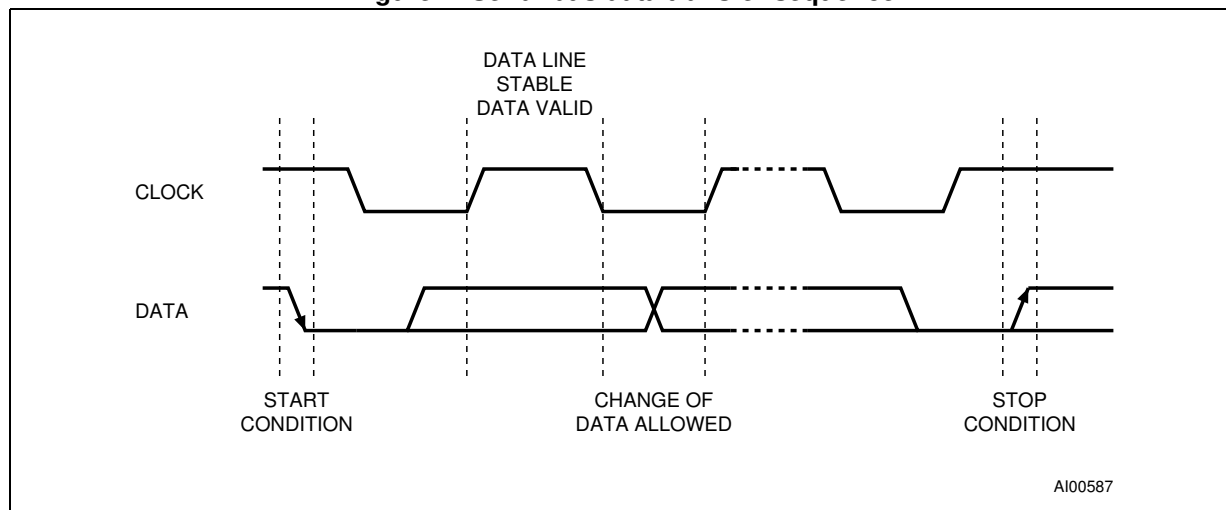 DATA LINE
STABLE
DATA VALID
CLOCK
DATA
START
CONDITION
CHANGE OF
DATA ALLOWED
STOP
CONDITION
AI00587